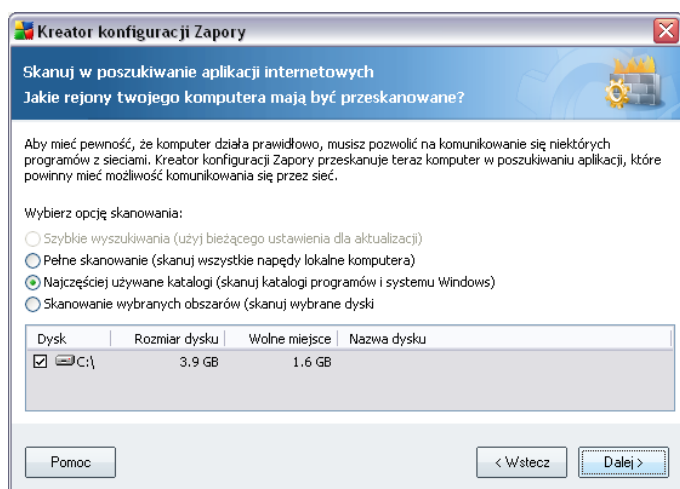 Kreator konfiguracji Zapory
Skanuj w poszukiwanie aplikacji internetowych
Jakie rejony twojego komputera mają być przeskanowane?
Aby mieć pewność, że komputer działa prawidłowo, musisz pozwolić na komunikowanie się niektórych
programów z sieciami. Kreator konfiguracji Zapory przeskanuje teraz komputer w poszukiwaniu aplikacji, które
powinny mieć możliwość komunikowania się przez sieć.
Wybierz opcję skanowania:
Szybkie wyszukiwania (użyj bieżącego ustawienia dla aktualizacji)
Pełne skanowanie (skanuj wszystkie napędy lokalne komputera)
Najczęściej używane katalogi (skanuj katalogi programów i systemu Windows)
Skanowanie wybranych obszarów (skanuj wybrane dyski
Dysk Rozmiar dysku Wolne miejsce Nazwa dysku
C:\ 3.9 GB 1.6 GB
Pomoc < Wstecz Dalej >